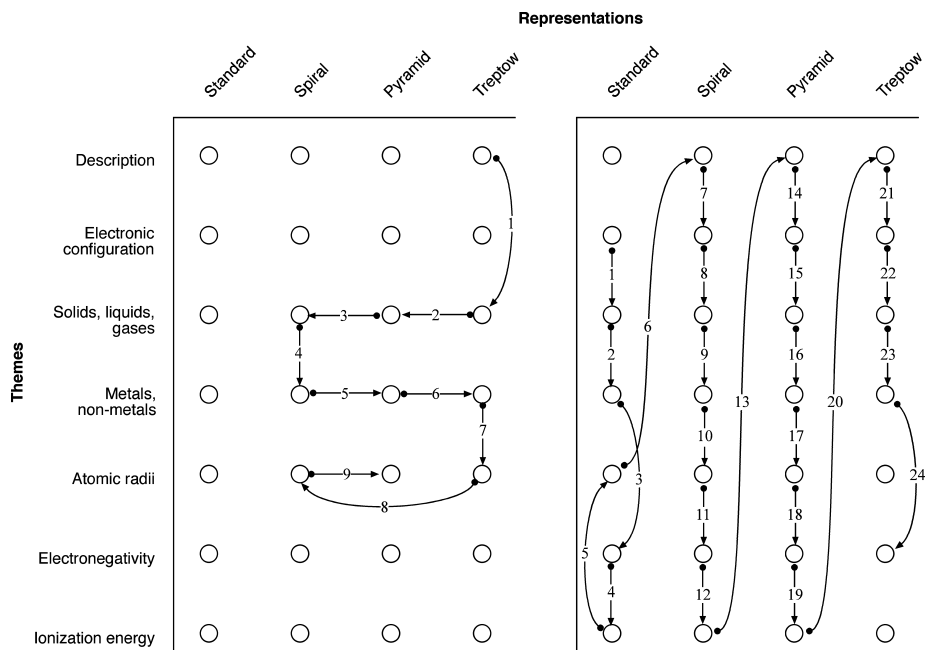 Representations
Standard Spiral Pyramid Treptow Standard Spiral Pyramid Treptow
Themes
Description
7 14 21
1
Electronic
configuration
1 8 15 22
Solids, liquids,
gases
3 2
6
4 2 9 16 23
Metals,
non-metals
5 6
13 20
7 10 17
Atomic radii
9
3 24
8
11 18
5
Electronegativity
4 12 19
Ionization energy